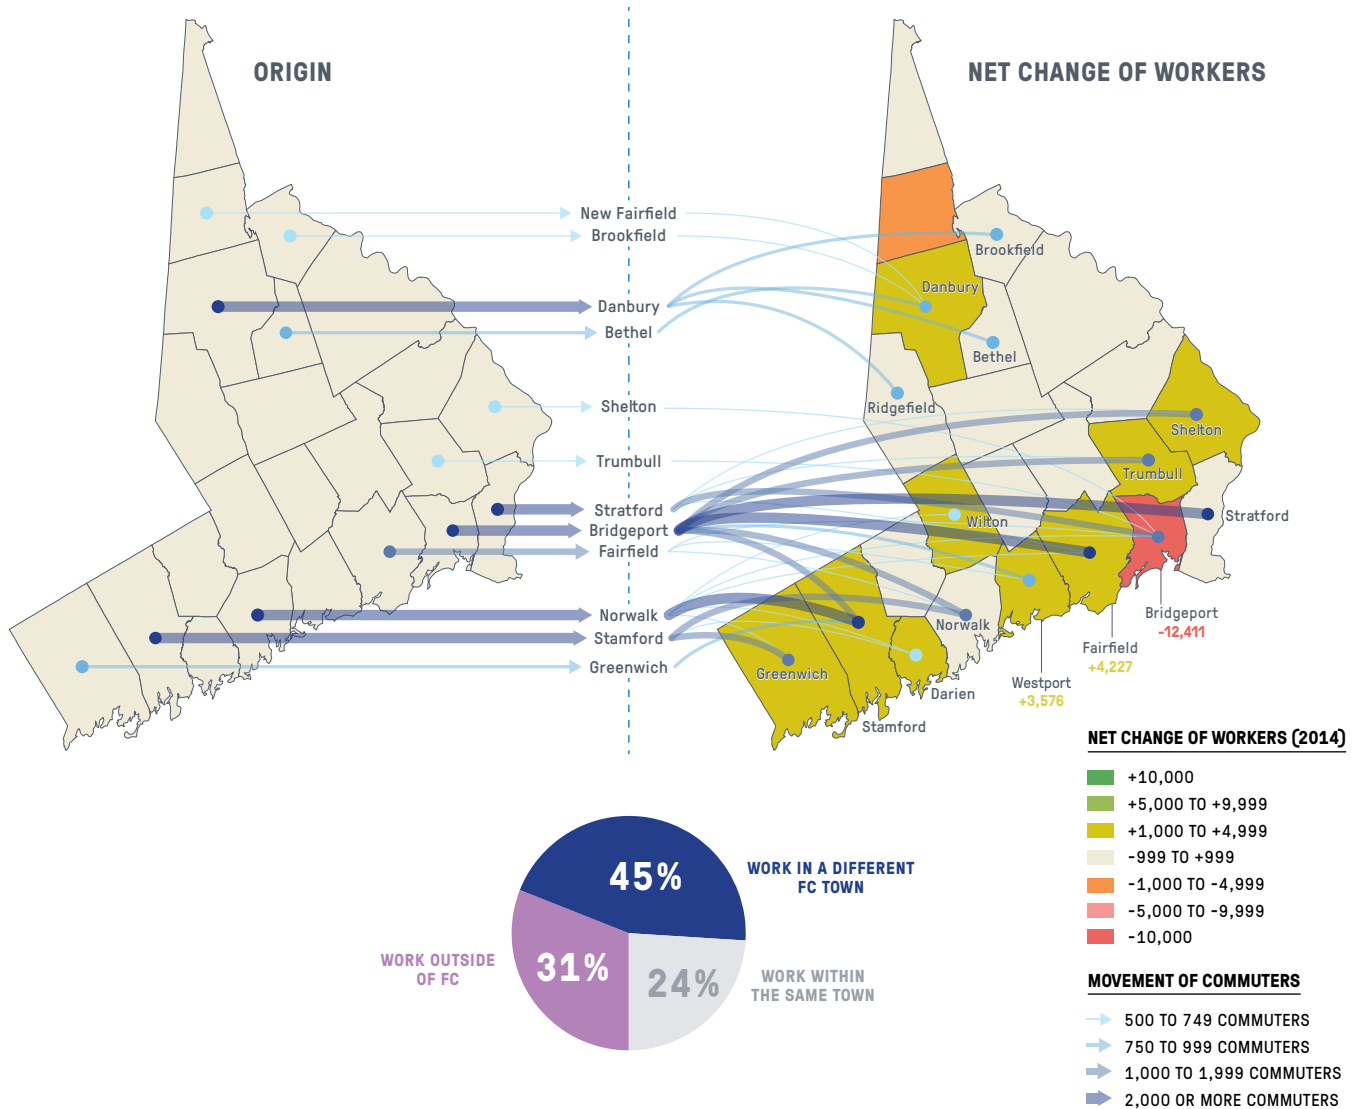 ORIGIN
NET CHANGE OF WORKERS
New Fairfield
Brookfield
Danbury
Bethel
Shelton
Trumbull
Stratford
Bridgeport
Fairfield
Norwalk
Stamford
Greenwich
Brookfield
Danbury
Bethel
Ridgefield
Shelton
Trumbull
Stratford
Wilton
Bridgeport
-12,411
Norwalk
Fairfield
+4,227
Greenwich
Westport
+3,576
Darien
Stamford
NET CHANGE OF WORKERS (2014)
+10,000
+5,000 TO +9,999
+1,000 TO +4,999
-999 TO +999
-1,000 TO -4,999
-5,000 TO -9,999
-10,000
MOVEMENT OF COMMUTERS
500 TO 749 COMMUTERS
750 TO 999 COMMUTERS
1,000 TO 1,999 COMMUTERS
2,000 OR MORE COMMUTERS
45%
WORK IN A DIFFERENT
FC TOWN
WORK OUTSIDE
OF FC
31%
24%
WORK WITHIN
THE SAME TOWN